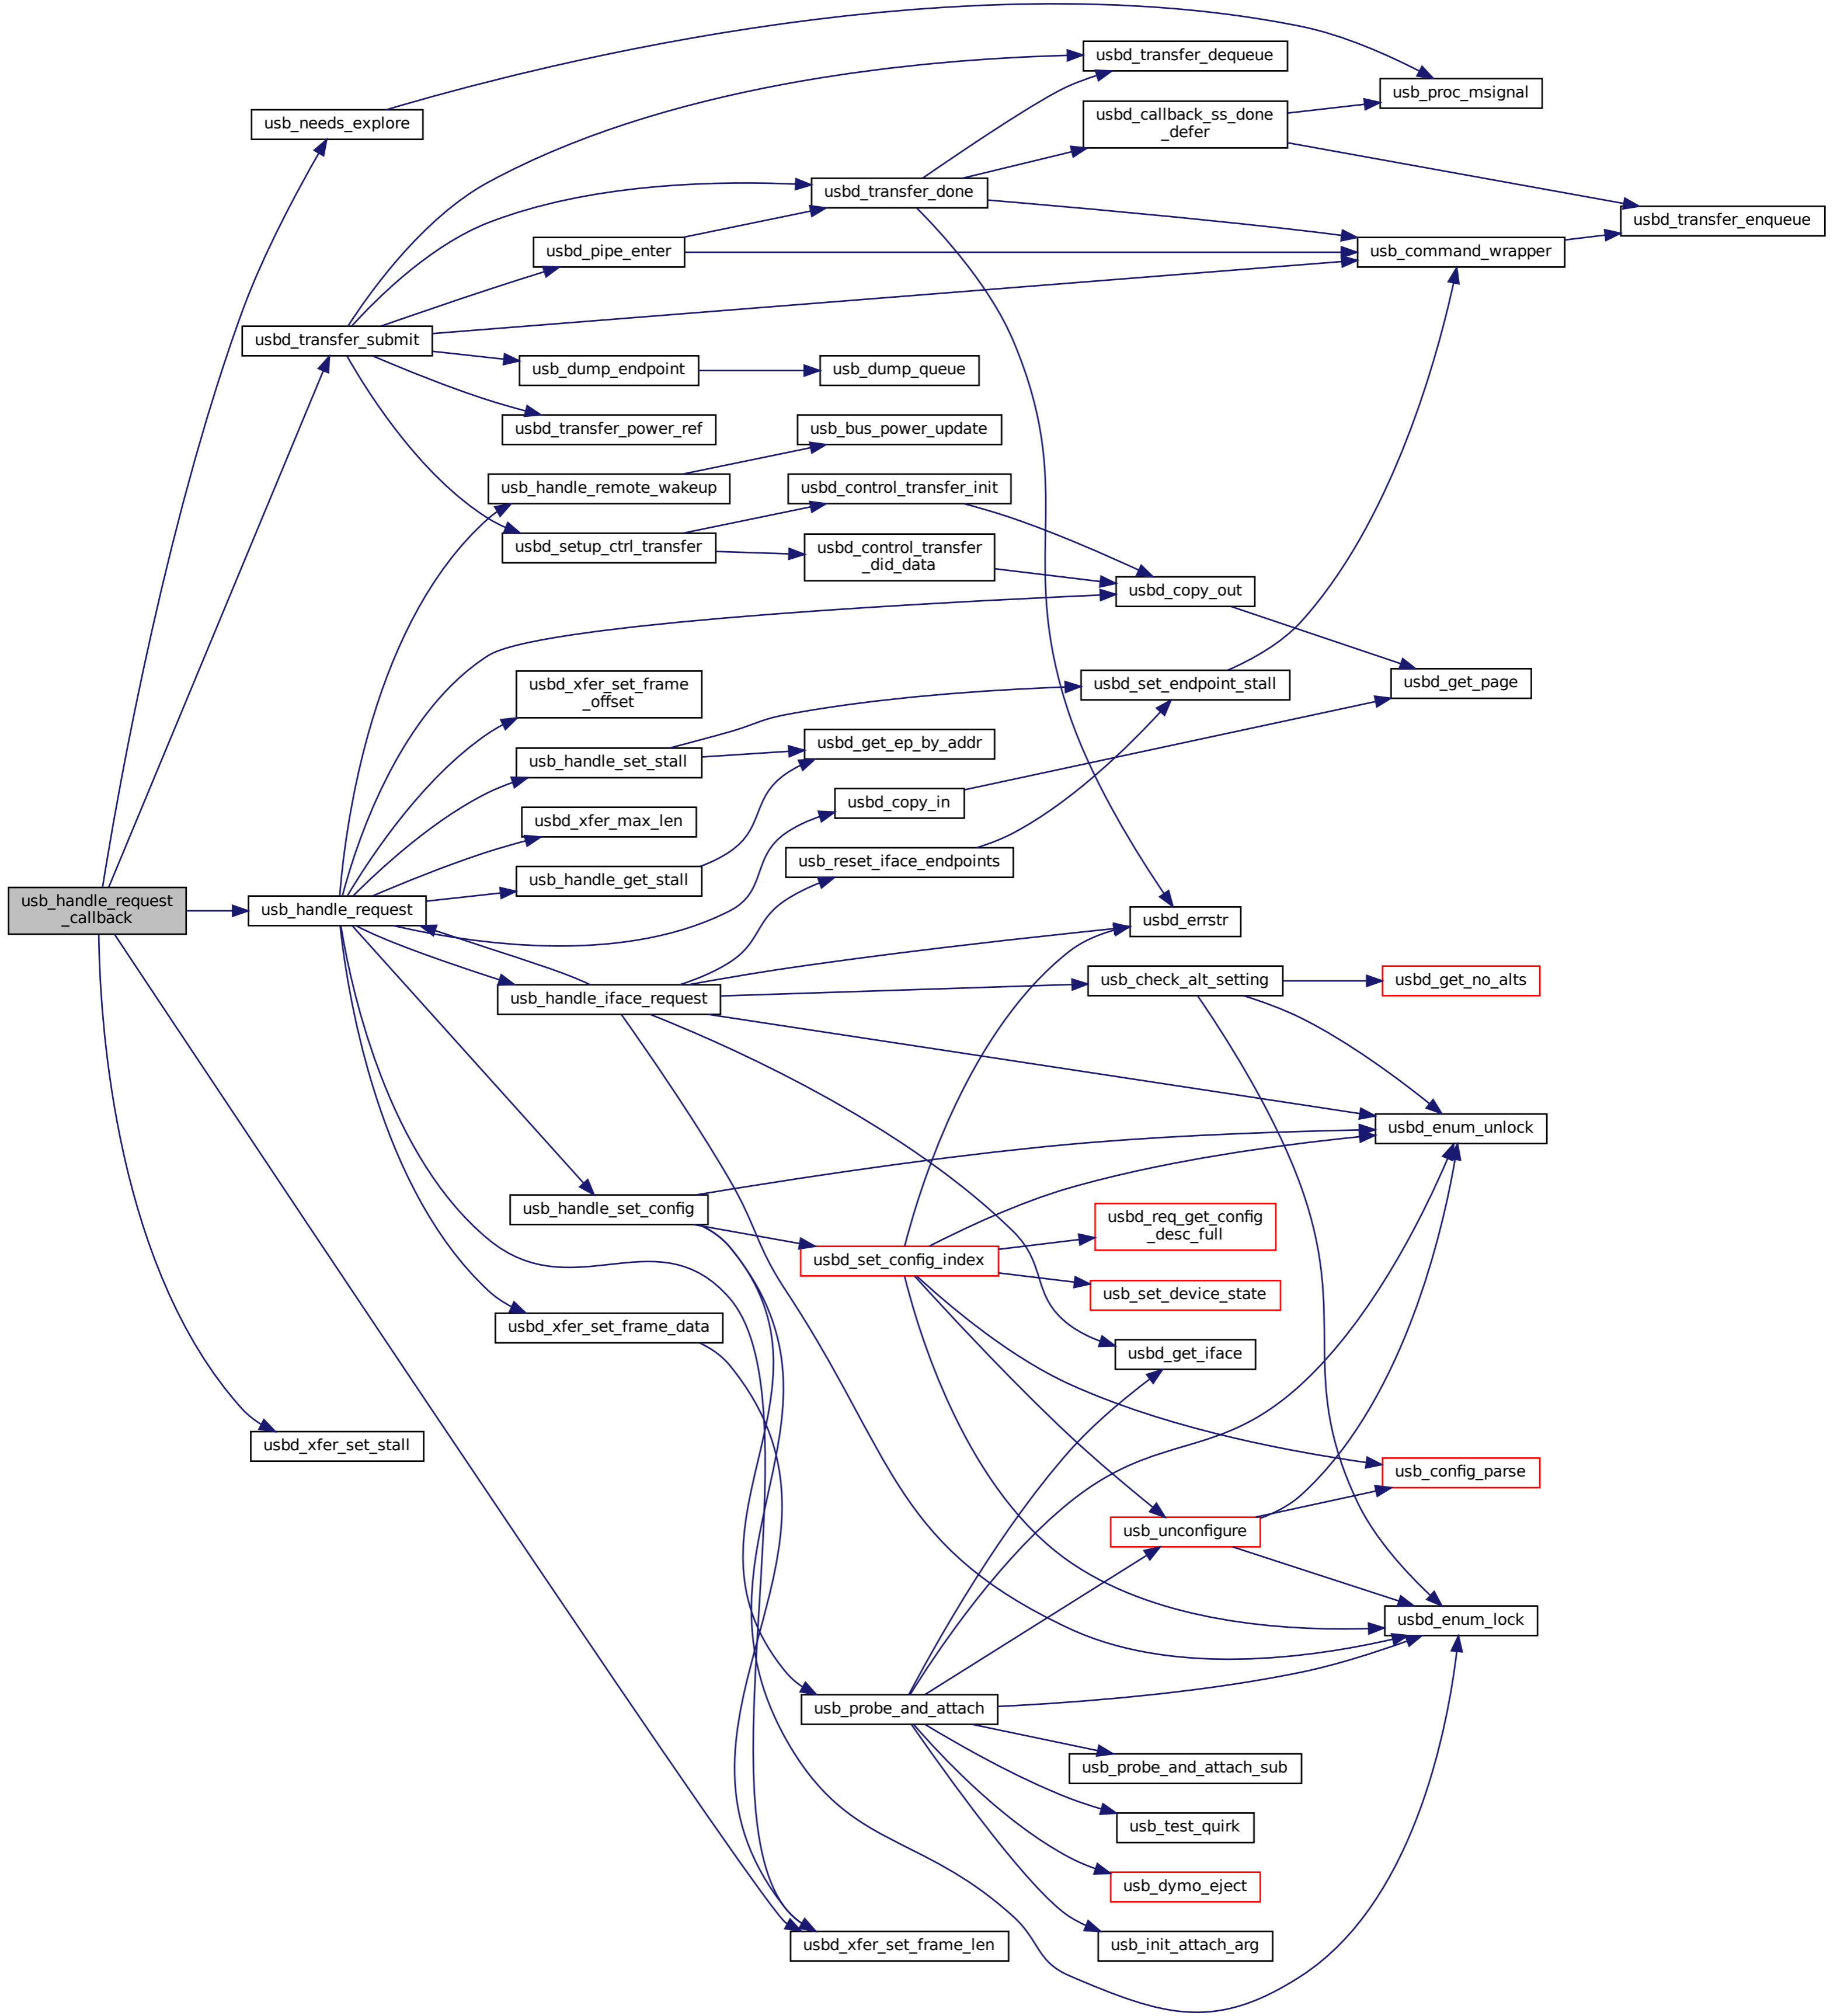 usbd_transfer_dequeue
usb_proc_msignal
usb_needs_explore
usbd_callback_ss_done
_defer
usbd_transfer_done
usbd_transfer_enqueue
usbd_pipe_enter
usb_command_wrapper
usbd_transfer_submit
usb_dump_endpoint
usb_dump_queue
usbd_transfer_power_ref
usb_bus_power_update
usb_handle_remote_wakeup
usbd_control_transfer_init
usbd_setup_ctrl_transfer
usbd_control_transfer
_did_data
usbd_copy_out
usbd_xfer_set_frame
_offset
usbd_set_endpoint_stall
usbd_get_page
usb_handle_set_stall
usbd_get_ep_by_addr
usbd_copy_in
usbd_xfer_max_len
usb_reset_iface_endpoints
usb_handle_get_stall
usb_handle_request
_callback
usb_handle_request
usbd_errstr
usb_handle_iface_request
usb_check_alt_setting
usbd_get_no_alts
usbd_enum_unlock
usb_handle_set_config
usbd_req_get_config
_desc_full
usbd_set_config_index
usb_set_device_state
usbd_xfer_set_frame_data
usbd_get_iface
usbd_xfer_set_stall
usb_config_parse
usb_unconfigure
usbd_enum_lock
usb_probe_and_attach
usb_probe_and_attach_sub
usb_test_quirk
usb_dymo_eject
usbd_xfer_set_frame_len
usb_init_attach_arg